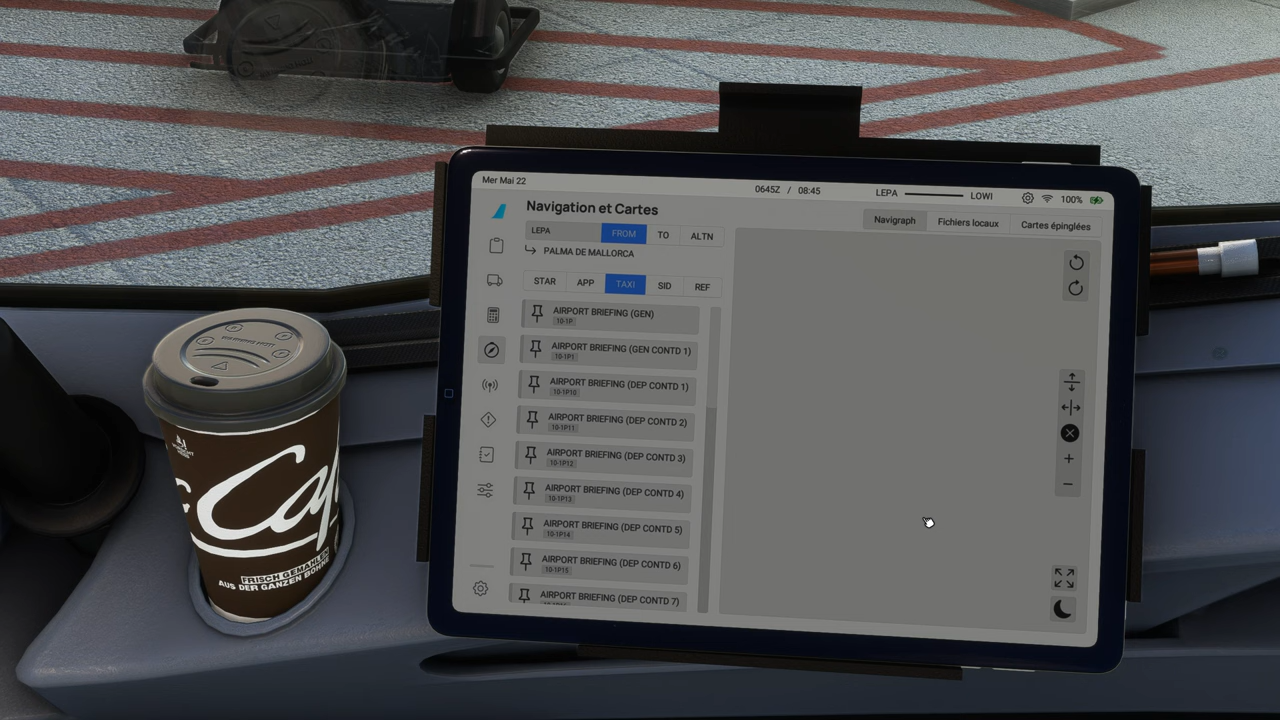 Mer Mai 22
0645Z / 08:45
LEPA
LOWI
100%
Navigation et Cartes
Navigraph
Fichiers locaux
Cartes épinglées
LEPA
FROM
TO
ALTN
PALMA DE MALLORCA
STAR
APP
TAXI
SID
REF
AIRPORT BRIEFING (GEN)
10-1P
AIRPORT BRIEFING (GEN CONTD 1)
10-1P1
AIRPORT BRIEFING (DEP CONTD 1)
10-1P10
AIRPORT BRIEFING (DEP CONTD 2)
10-1P11
AIRPORT BRIEFING (DEP CONTD 3)
10-1P12
AIRPORT BRIEFING (DEP CONTD 4)
10-1P13
AIRPORT BRIEFING (DEP CONTD 5)
10-1P14
AIRPORT BRIEFING (DEP CONTD 6)
10-1P15
AIRPORT BRIEFING (DEP CONTD 7)
FRISCH GEMAHLEN
AUS DER GANZEN BOHNE